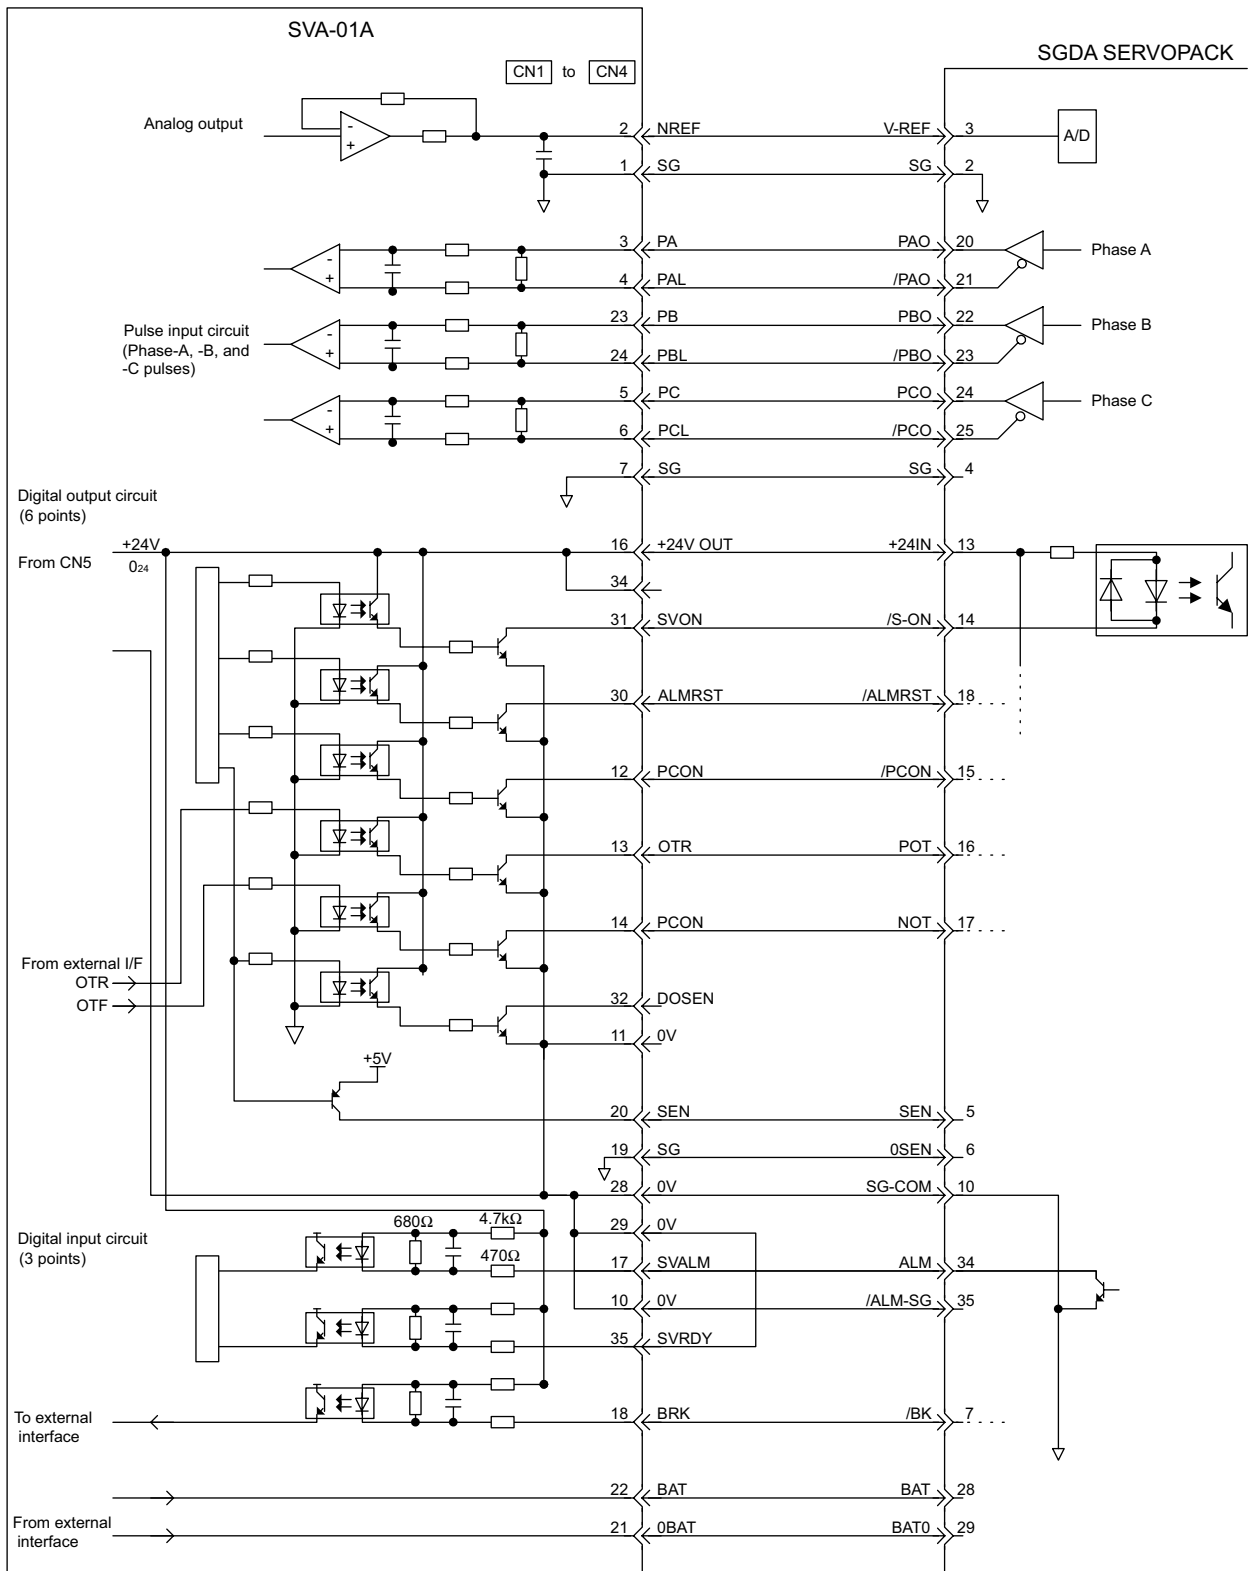 SVA-01A
SGDA SERVOPACK
CN1 to CN4
Analog output
2 NREF V-REF 3
A/D
1 SG SG 2
-
+
3 PA PAO 20 Phase A
4 PAL /PAO 21
-
+
Pulse input circuit
(Phase-A, -B, and
-C pulses)
23 PB PBO 22 Phase B
24 PBL /PBO 23
-
+
5 PC PCO 24 Phase C
6 PCL /PCO 25
-
+
7 SG SG 4
Digital output circuit
(6 points)
From CN5
+24V
024
16 +24V OUT +24IN 13
34
31 SVON /S-ON 14
30 ALMRST /ALMRST 18
12 PCON /PCON 15
13 OTR POT 16
14 PCON NOT 17
From external I/F
OTR
OTF
32 DOSEN
11 0V
+5V
20 SEN SEN 5
19 SG 0SEN 6
28 0V SG-COM 10
Digital input circuit
(3 points)
680Ω 4.7kΩ
29 0V
470Ω
17 SVALM ALM 34
10 0V /ALM-SG 35
35 SVRDY
To external
interface
18 BRK /BK 7
22 BAT BAT 28
From external
interface
21 0BAT BAT0 29